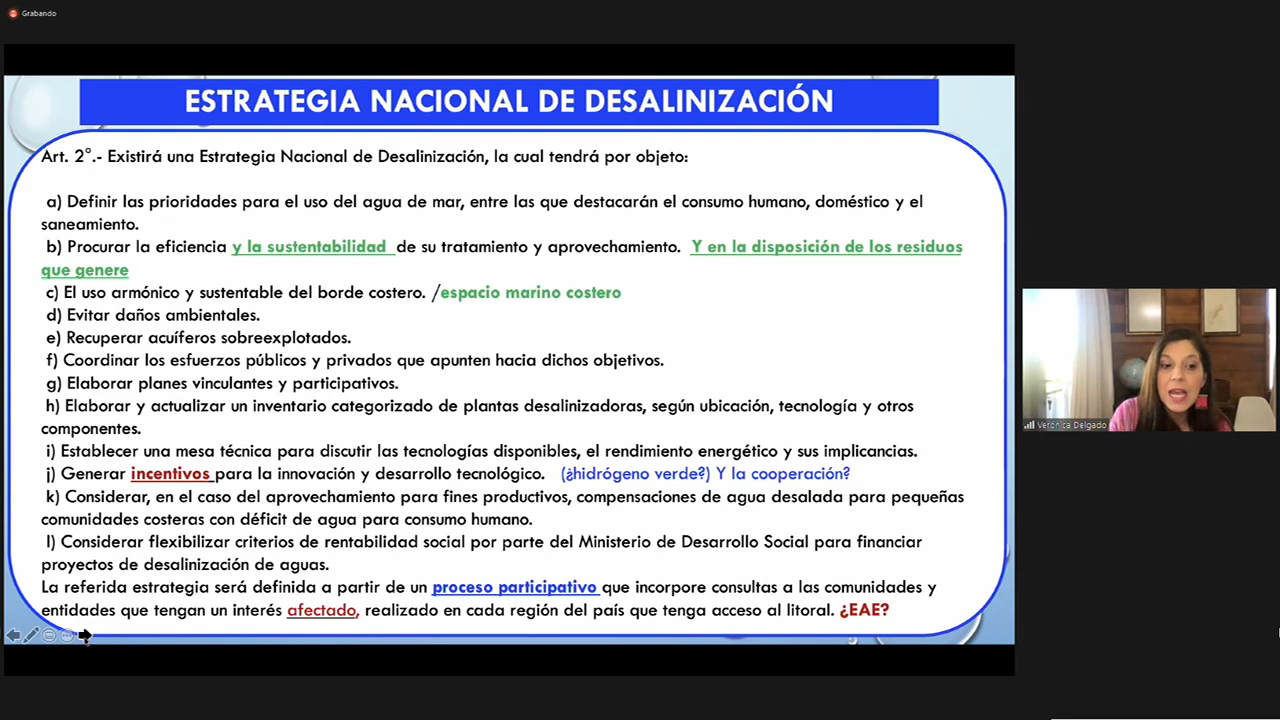 Grabando
ESTRATEGIA NACIONAL DE DESALINIZACIÓN
Art. 2°.- Existirá una Estrategia Nacional de Desalinización, la cual tendrá por objeto:
a) Definir las prioridades para el uso del agua de mar, entre las que destacarán el consumo humano, doméstico y el
saneamiento.
b) Procurar la eficiencia y la sustentabilidad de su tratamiento y aprovechamiento. Y en la disposición de los residuos
que genere
c) El uso armónico y sustentable del borde costero. /espacio marino costero
d) Evitar daños ambientales.
e) Recuperar acuíferos sobreexplotados.
f) Coordinar los esfuerzos públicos y privados que apunten hacia dichos objetivos.
g) Elaborar planes vinculantes y participativos.
h) Elaborar y actualizar un inventario categorizado de plantas desalinizadoras, según ubicación, tecnología y otros
componentes.
i) Establecer una mesa técnica para discutir las tecnologías disponibles, el rendimiento energético y sus implicancias.
j) Generar incentivos para la innovación y desarrollo tecnológico. (¿hidrógeno verde?) Y la cooperación?
k) Considerar, en el caso del aprovechamiento para fines productivos, compensaciones de agua desalada para pequeñas
comunidades costeras con déficit de agua para consumo humano.
l) Considerar flexibilizar criterios de rentabilidad social por parte del Ministerio de Desarrollo Social para financiar
proyectos de desalinización de aguas.
La referida estrategia será definida a partir de un proceso participativo que incorpore consultas a las comunidades y
entidades que tengan un interés afectado, realizado en cada región del país que tenga acceso al litoral. ¿EAE?
Verónica Delgado